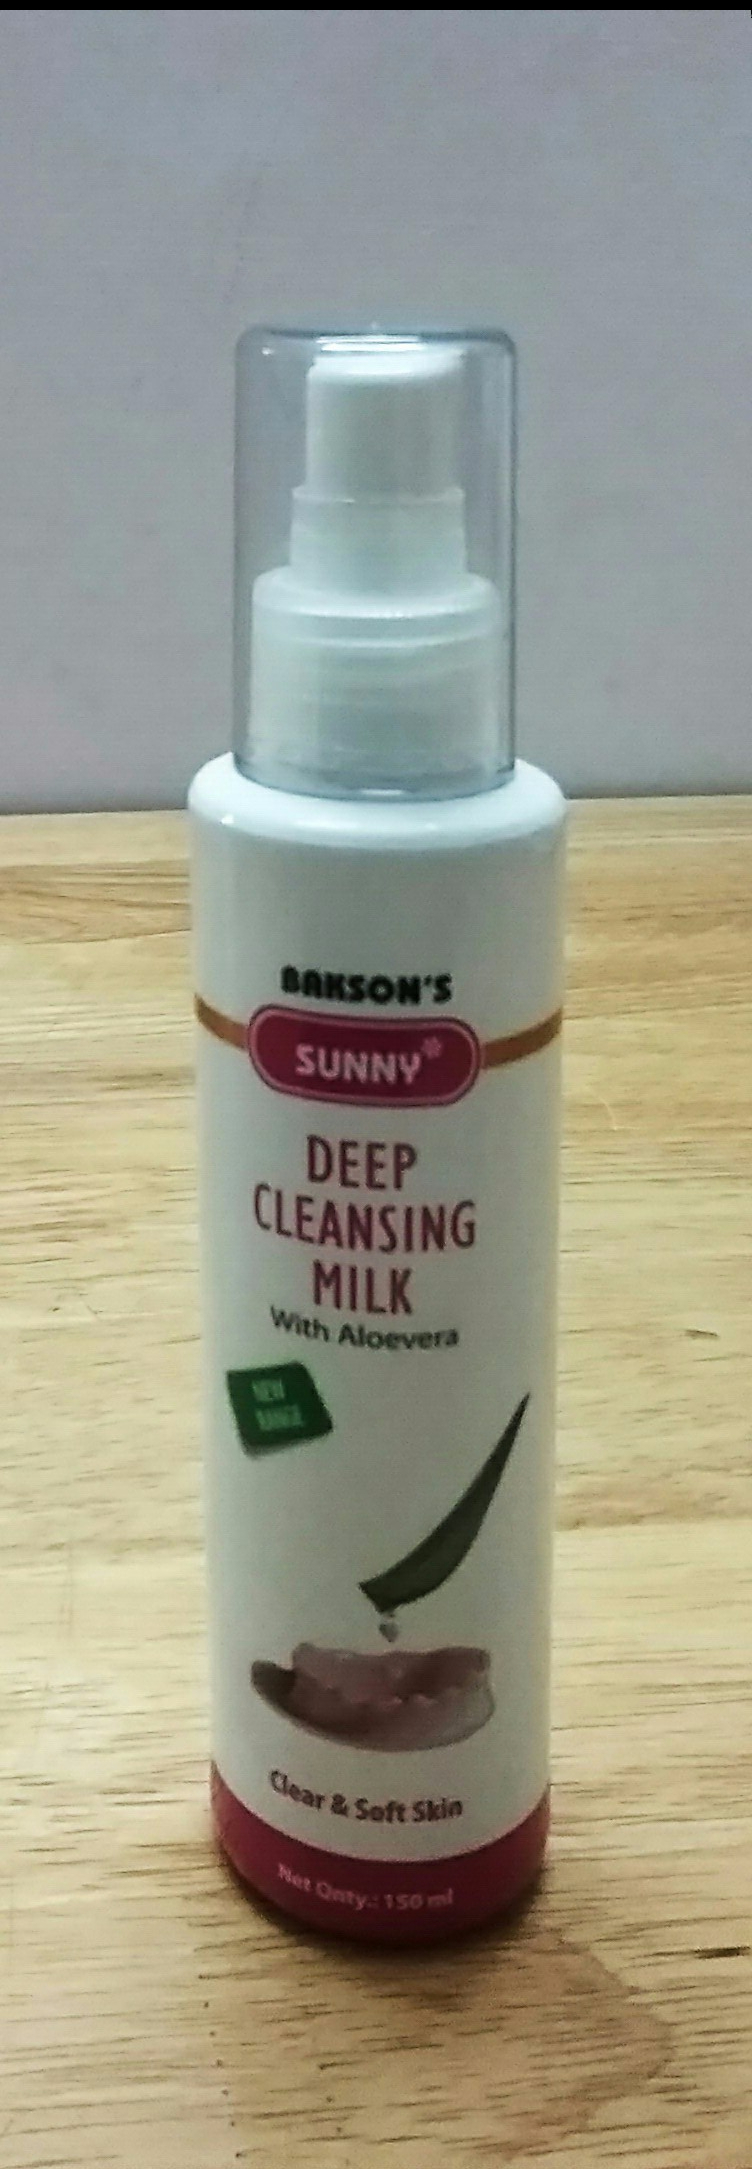 BAKSON'S
SUNNY*
DEEP
CLEANSING
MILK
With Aloevera
NEW
RANGE
Clear & Soft Skin
Net Qnty.: 150 ml